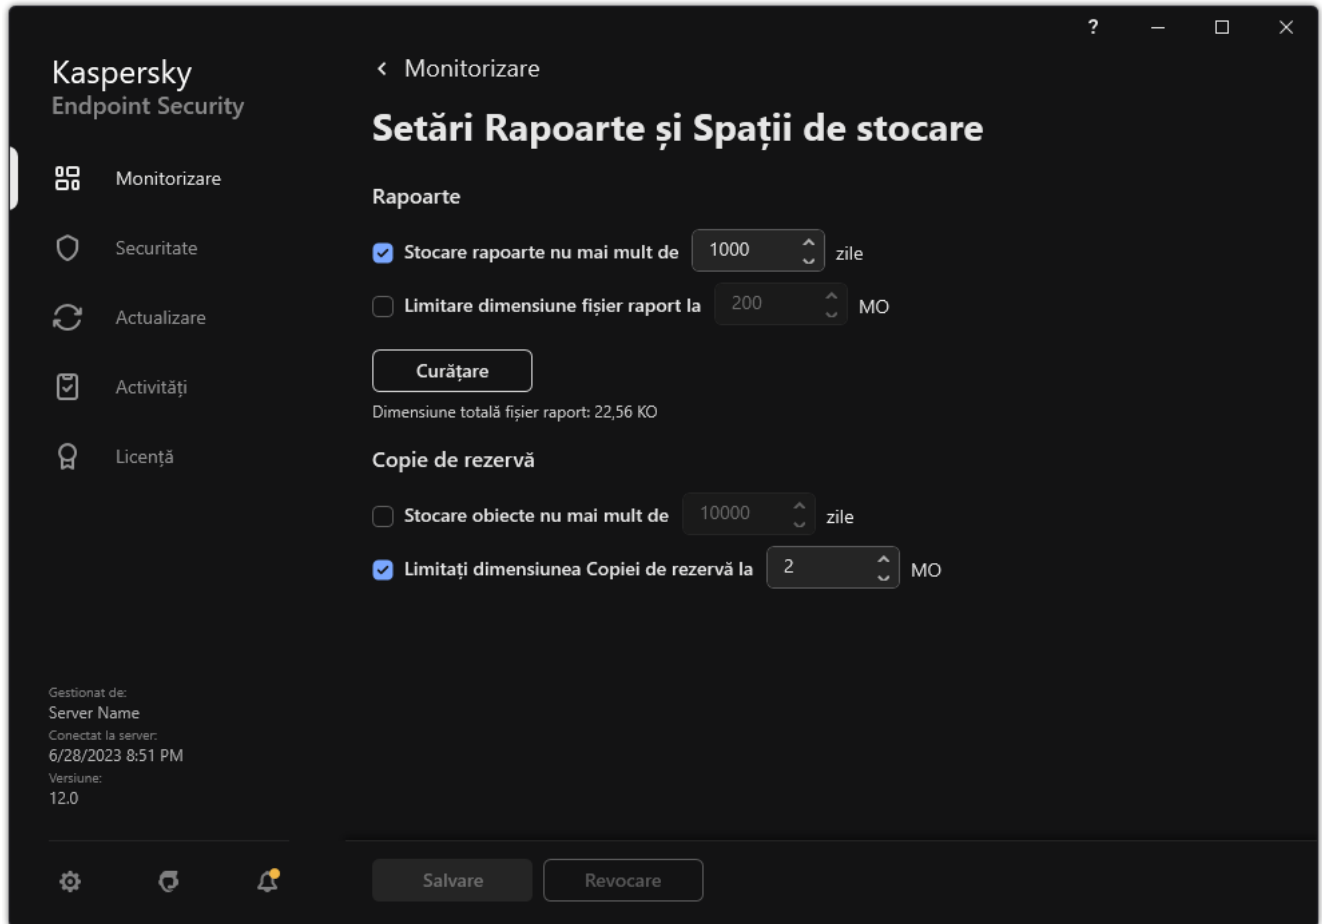 ?
Kaspersky
Endpoint Security
Monitorizare
Securitate
Actualizare
Activități
Licență
Gestionat de:
Server Name
Conectat la server:
6/28/2023 8:51 PM
Versiune:
12.0
Monitorizare
Setări Rapoarte și Spații de stocare
Rapoarte
Stocare rapoarte nu mai mult de 1000 zile
Limitare dimensiune fișier raport la 200 MO
Curățare
Dimensiune totală fișier raport: 22,56 KO
Copie de rezervă
Stocare obiecte nu mai mult de 10000 zile
Limitați dimensiunea Copiei de rezervă la 2 MO
Salvare Revocare